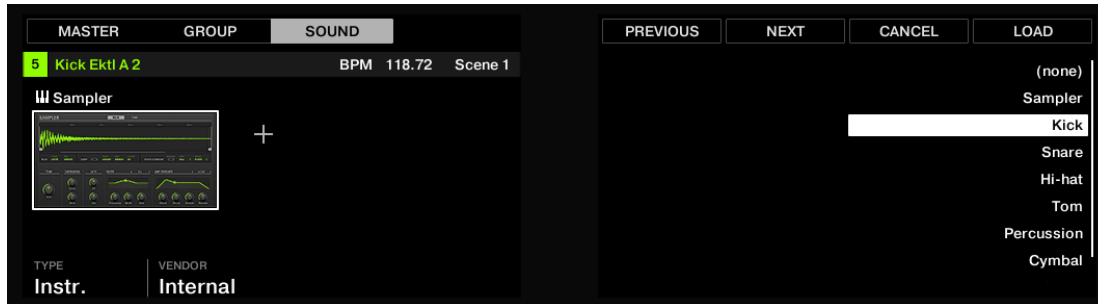 MASTER GROUP SOUND
5 Kick Ektl A 2 BPM 118.72 Scene 1
Sampler
SAMPLER
TYPE VENDOR
Instr. Internal
PREVIOUS NEXT CANCEL LOAD
(none)
Sampler
Kick
Snare
Hi-hat
Tom
Percussion
Cymbal